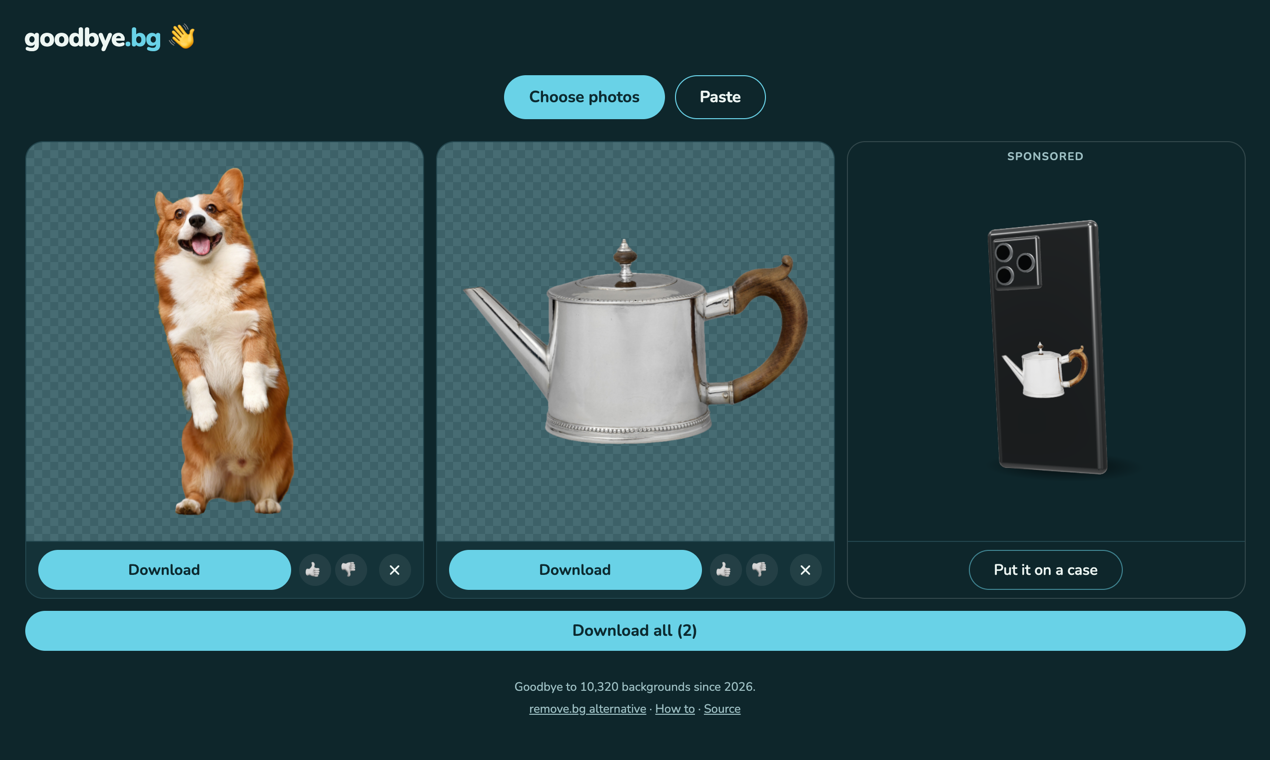 goodbye.bg
Choose photos
Paste
SPONSORED
Download
Download
Put it on a case
Download all (2)
Goodbye to 10,320 backgrounds since 2026.
remove.bg alternative · How to · Source